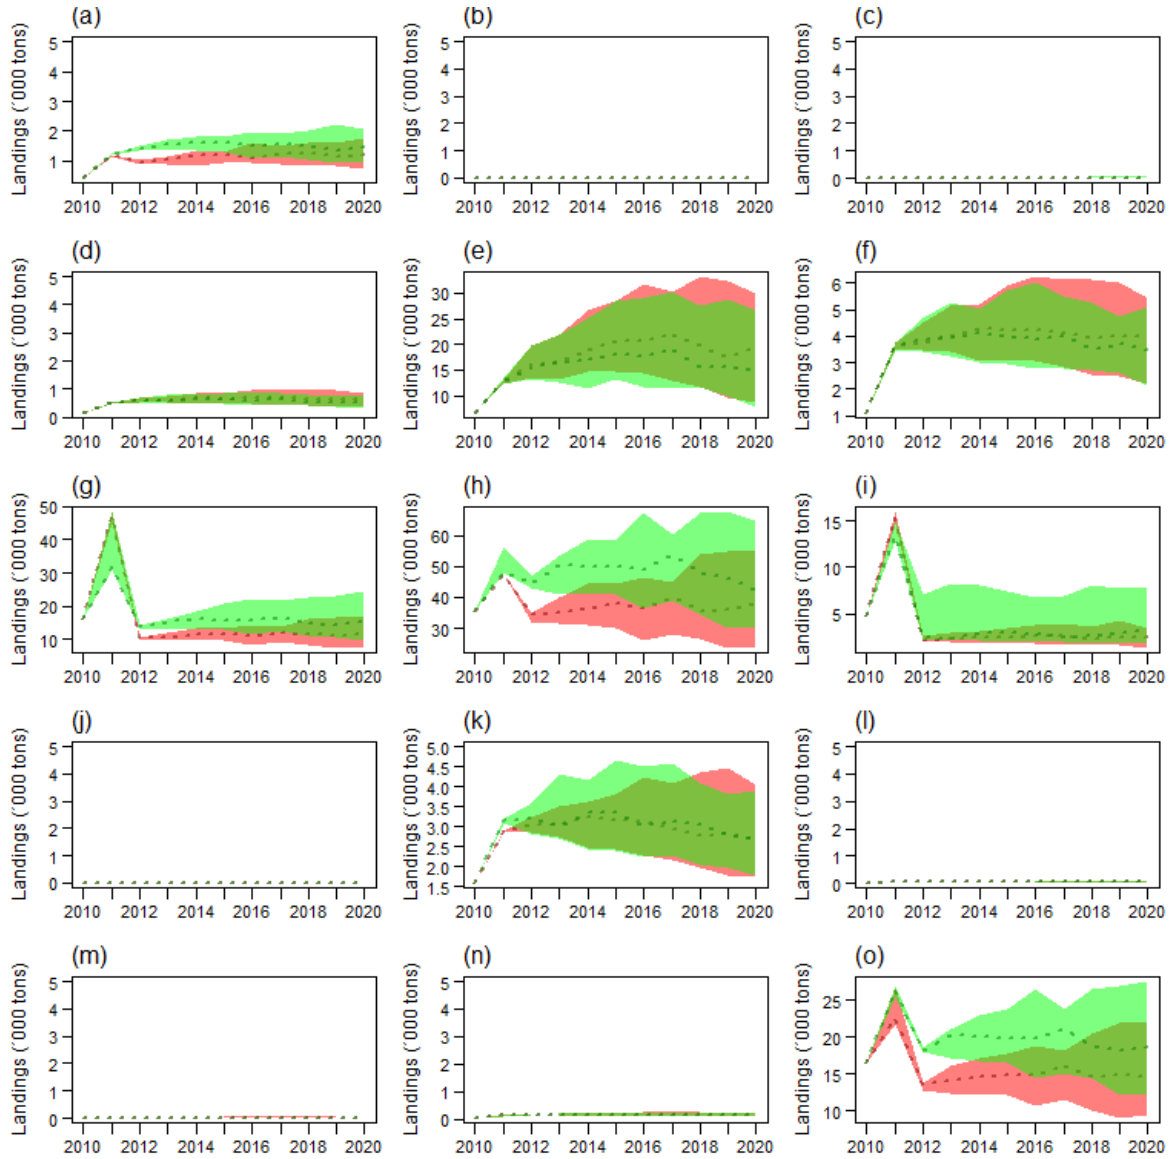 (a) (b) (c)
Landings (´000 tons) 5 4 3 2 1 Landings (´000 tons) 5 4 3 2 1 0 Landings (´000 tons) 5 4 3 2 1 0
2010 2012 2014 2016 2018 2020 2010 2012 2014 2016 2018 2020 2010 2012 2014 2016 2018 2020
(d) (e) (f)
Landings (´000 tons) 5 4 3 2 1 0 Landings (´000 tons) 30 25 20 15 10 Landings (´000 tons) 6 5 4 3 2 1
2010 2012 2014 2016 2018 2020 2010 2012 2014 2016 2018 2020 2010 2012 2014 2016 2018 2020
(g) (h) (i)
Landings (´000 tons) 50 40 30 20 10 Landings (´000 tons) 60 50 40 30 Landings (´000 tons) 15 10 5
2010 2012 2014 2016 2018 2020 2010 2012 2014 2016 2018 2020 2010 2012 2014 2016 2018 2020
(j) (k) (l)
Landings (´000 tons) 5 4 3 2 1 0 Landings (´000 tons) 5.0 4.5 4.0 3.5 3.0 2.5 2.0 1.5 Landings (´000 tons) 5 4 3 2 1 0
2010 2012 2014 2016 2018 2020 2010 2012 2014 2016 2018 2020 2010 2012 2014 2016 2018 2020
(m) (n) (o)
Landings (´000 tons) 5 4 3 2 1 0 Landings (´000 tons) 5 4 3 2 1 0 Landings (´000 tons) 25 20 15 10
2010 2012 2014 2016 2018 2020 2010 2012 2014 2016 2018 2020 2010 2012 2014 2016 2018 2020